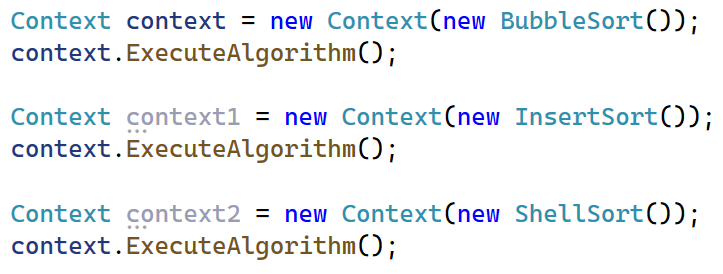 Context context = new Context(new BubbleSort());
context.ExecuteAlgorithm();
Context context1 = new Context(new InsertSort());
context.ExecuteAlgorithm();
Context context2 = new Context(new ShellSort());
context.ExecuteAlgorithm();